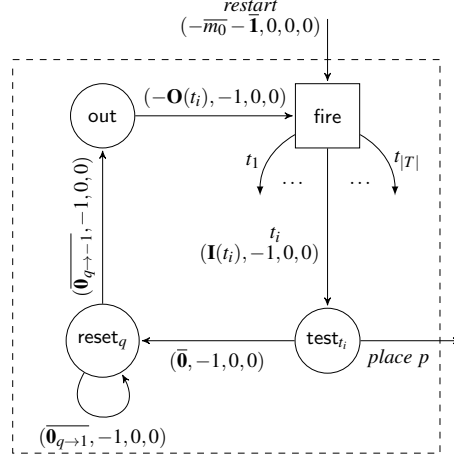 restart
(−m̅₀ − 1̅, 0, 0, 0)
out
(−O(tᵢ), −1, 0, 0)
fire
t₁
t_{|T|}
... ...
(0̅_{q→−1}, −1, 0, 0)
tᵢ
(I(tᵢ), −1, 0, 0)
reset_q
(0̅, −1, 0, 0)
test_{tᵢ}
place p
(0̅_{q→1}, −1, 0, 0)